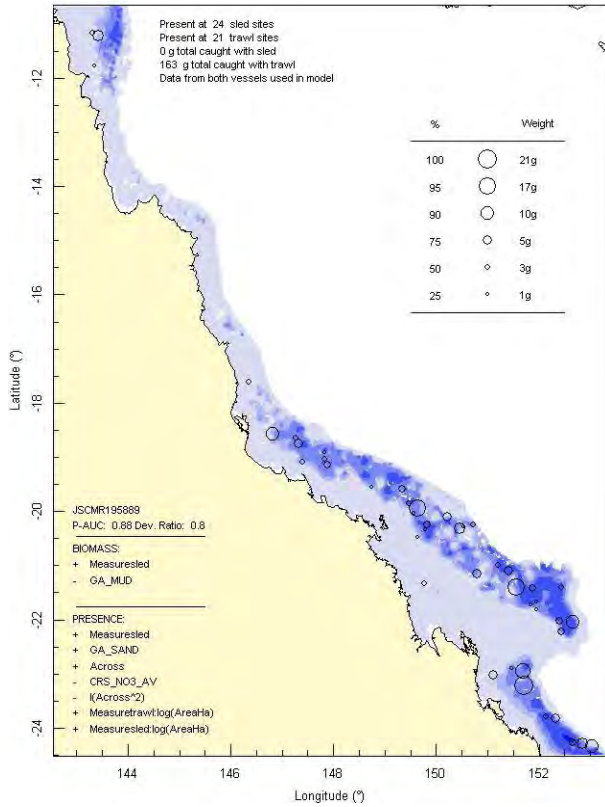 Present at 24 sled sites
Present at 21 trawl sites
0 g total caught with sled
163 g total caught with trawl
Data from both vessels used in model
% Weight
100 21g
95 17g
90 10g
75 5g
50 3g
25 1g
-12
-14
-16
-18
-20
-22
-24
Latitude (°)
JSCMR195889
P-AUC: 0.88 Dev. Ratio: 0.8
BIOMASS:
+ Measuresled
- GA_MUD
PRESENCE:
+ Measuresled
+ GA_SAND
+ Across
- CRS_NO3_AV
- I(Across^2)
+ Measuretrawl:log(AreaHa)
+ Measuresled:log(AreaHa)
144 146 148 150 152
Longitude (°)